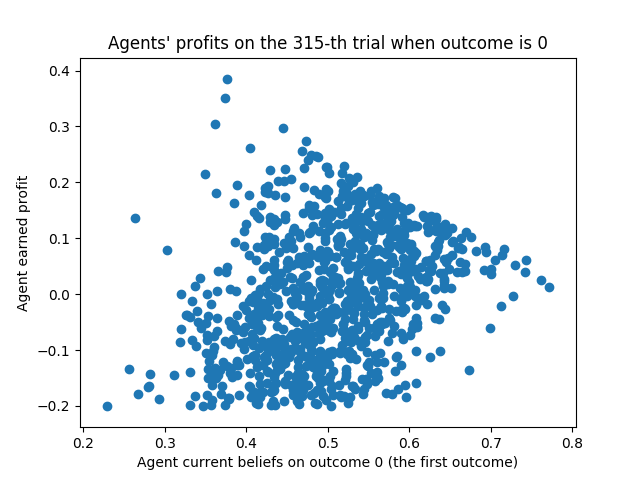 Agents' profits on the 315-th trial when outcome is 0
0.4
0.3
0.2
0.1
0.0
−0.1
−0.2
Agent earned profit
0.2 0.3 0.4 0.5 0.6 0.7 0.8
Agent current beliefs on outcome 0 (the first outcome)